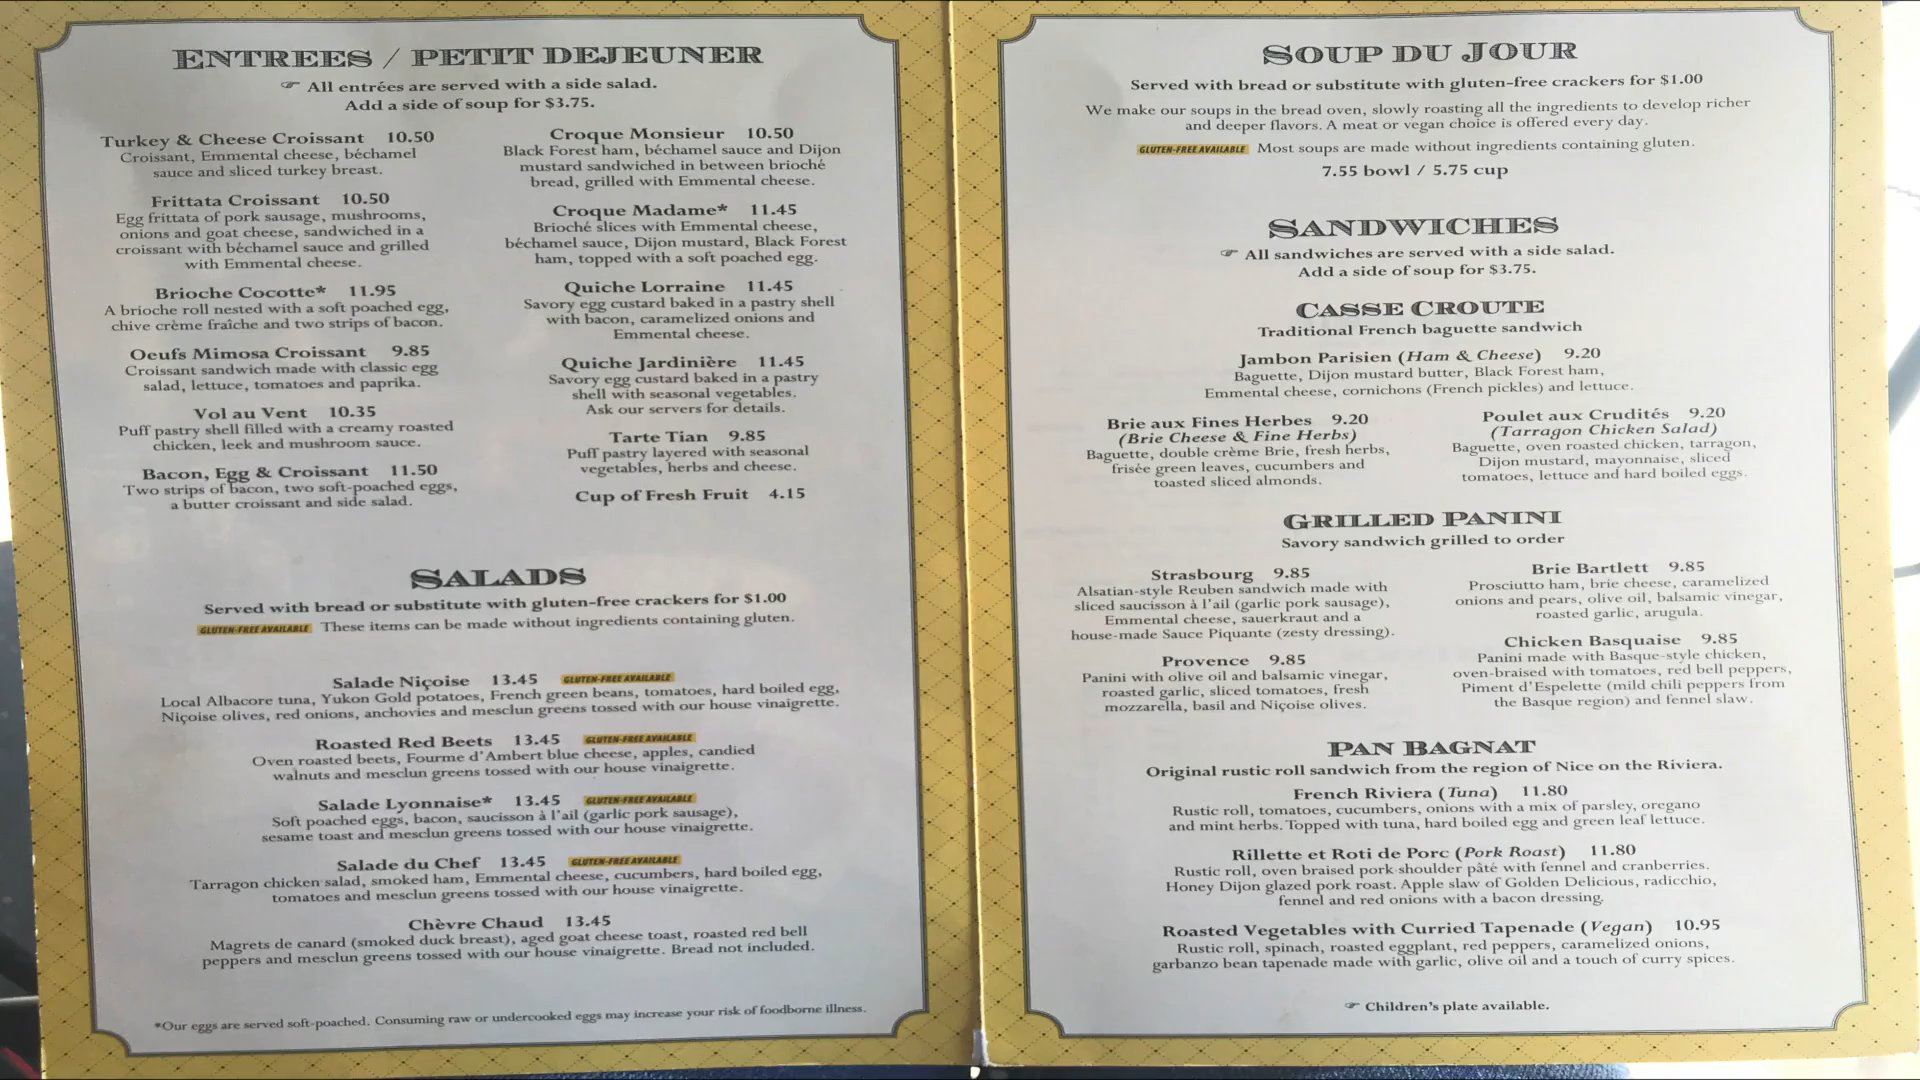 ENTREES / PETIT DEJEUNER
☞ All entrées are served with a side salad.
Add a side of soup for $3.75.
Turkey & Cheese Croissant 10.50
Croissant, Emmental cheese, béchamel
sauce and sliced turkey breast.
Frittata Croissant 10.50
Egg frittata of pork sausage, mushrooms,
onions and goat cheese, sandwiched in a
croissant with béchamel sauce and grilled
with Emmental cheese.
Brioche Cocotte* 11.95
A brioche roll nested with a soft poached egg,
chive crème fraîche and two strips of bacon.
Oeufs Mimosa Croissant 9.85
Croissant sandwich made with classic egg
salad, lettuce, tomatoes and paprika.
Vol au Vent 10.35
Puff pastry shell filled with a creamy roasted
chicken, leek and mushroom sauce.
Bacon, Egg & Croissant 11.50
Two strips of bacon, two soft-poached eggs,
a butter croissant and side salad.
Croque Monsieur 10.50
Black Forest ham, béchamel sauce and Dijon
mustard sandwiched in between brioché
bread, grilled with Emmental cheese.
Croque Madame* 11.45
Brioché slices with Emmental cheese,
béchamel sauce, Dijon mustard, Black Forest
ham, topped with a soft poached egg.
Quiche Lorraine 11.45
Savory egg custard baked in a pastry shell
with bacon, caramelized onions and
Emmental cheese.
Quiche Jardinière 11.45
Savory egg custard baked in a pastry
shell with seasonal vegetables.
Ask our servers for details.
Tarte Tian 9.85
Puff pastry layered with seasonal
vegetables, herbs and cheese.
Cup of Fresh Fruit 4.15
SALADS
Served with bread or substitute with gluten-free crackers for $1.00
GLUTEN-FREE AVAILABLE These items can be made without ingredients containing gluten.
Salade Niçoise 13.45 GLUTEN-FREE AVAILABLE
Local Albacore tuna, Yukon Gold potatoes, French green beans, tomatoes, hard boiled egg,
Niçoise olives, red onions, anchovies and mesclun greens tossed with our house vinaigrette.
Roasted Red Beets 13.45 GLUTEN-FREE AVAILABLE
Oven roasted beets, Fourme d'Ambert blue cheese, apples, candied
walnuts and mesclun greens tossed with our house vinaigrette.
Salade Lyonnaise* 13.45 GLUTEN-FREE AVAILABLE
Soft poached eggs, bacon, saucisson à l'ail (garlic pork sausage),
sesame toast and mesclun greens tossed with our house vinaigrette.
Salade du Chef 13.45 GLUTEN-FREE AVAILABLE
Tarragon chicken salad, smoked ham, Emmental cheese, cucumbers, hard boiled egg,
tomatoes and mesclun greens tossed with our house vinaigrette.
Chèvre Chaud 13.45
Magrets de canard (smoked duck breast), aged goat cheese toast, roasted red bell
peppers and mesclun greens tossed with our house vinaigrette. Bread not included.
*Our eggs are served soft-poached. Consuming raw or undercooked eggs may increase your risk of foodborne illness.
SOUP DU JOUR
Served with bread or substitute with gluten-free crackers for $1.00
We make our soups in the bread oven, slowly roasting all the ingredients to develop richer
and deeper flavors. A meat or vegan choice is offered every day.
GLUTEN-FREE AVAILABLE Most soups are made without ingredients containing gluten.
7.55 bowl / 5.75 cup
SANDWICHES
☞ All sandwiches are served with a side salad.
Add a side of soup for $3.75.
CASSE CROUTE
Traditional French baguette sandwich
Jambon Parisien (Ham & Cheese) 9.20
Baguette, Dijon mustard butter, Black Forest ham,
Emmental cheese, cornichons (French pickles) and lettuce.
Brie aux Fines Herbes 9.20
(Brie Cheese & Fine Herbs)
Baguette, double crème Brie, fresh herbs,
frisée green leaves, cucumbers and
toasted sliced almonds.
Poulet aux Crudités 9.20
(Tarragon Chicken Salad)
Baguette, oven roasted chicken, tarragon,
Dijon mustard, mayonnaise, sliced
tomatoes, lettuce and hard boiled eggs.
GRILLED PANINI
Savory sandwich grilled to order
Strasbourg 9.85
Alsatian-style Reuben sandwich made with
sliced saucisson à l'ail (garlic pork sausage),
Emmental cheese, sauerkraut and a
house-made Sauce Piquante (zesty dressing).
Provence 9.85
Panini with olive oil and balsamic vinegar,
roasted garlic, sliced tomatoes, fresh
mozzarella, basil and Niçoise olives.
Brie Bartlett 9.85
Prosciutto ham, brie cheese, caramelized
onions and pears, olive oil, balsamic vinegar,
roasted garlic, arugula.
Chicken Basquaise 9.85
Panini made with Basque-style chicken,
oven-braised with tomatoes, red bell peppers,
Piment d'Espelette (mild chili peppers from
the Basque region) and fennel slaw.
PAN BAGNAT
Original rustic roll sandwich from the region of Nice on the Riviera.
French Riviera (Tuna) 11.80
Rustic roll, tomatoes, cucumbers, onions with a mix of parsley, oregano
and mint herbs. Topped with tuna, hard boiled egg and green leaf lettuce.
Rillette et Roti de Porc (Pork Roast) 11.80
Rustic roll, oven braised pork shoulder pâté with fennel and cranberries.
Honey Dijon glazed pork roast. Apple slaw of Golden Delicious, radicchio,
fennel and red onions with a bacon dressing.
Roasted Vegetables with Curried Tapenade (Vegan) 10.95
Rustic roll, spinach, roasted eggplant, red peppers, caramelized onions,
garbanzo bean tapenade made with garlic, olive oil and a touch of curry spices.
☞ Children's plate available.